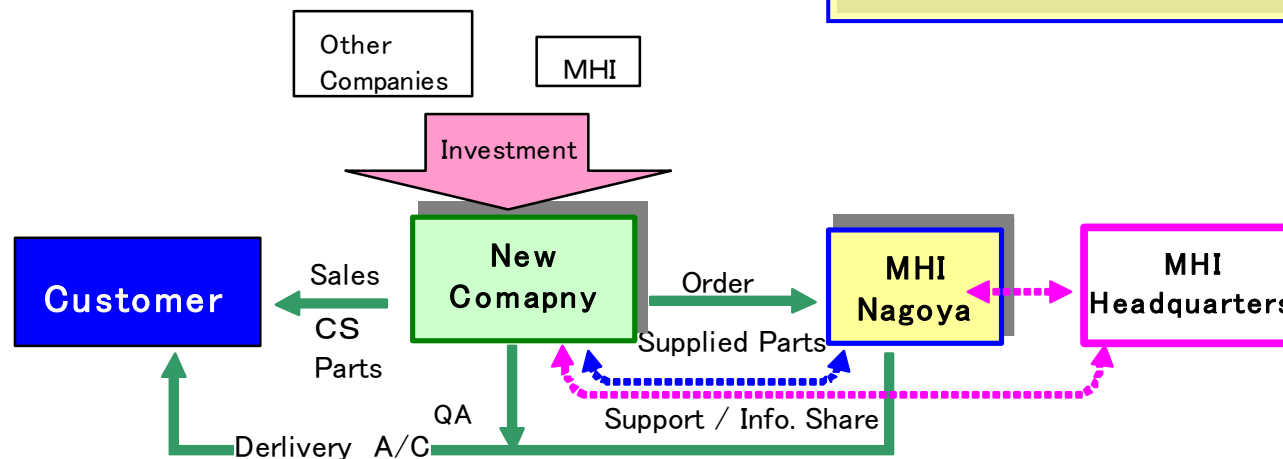 Other
Companies
MHI
Investment
Customer
Sales
CS
Parts
New
Comapny
Order
Supplied Parts
MHI
Nagoya
MHI
Headquarters
QA
Support / Info. Share
Derlivery A/C